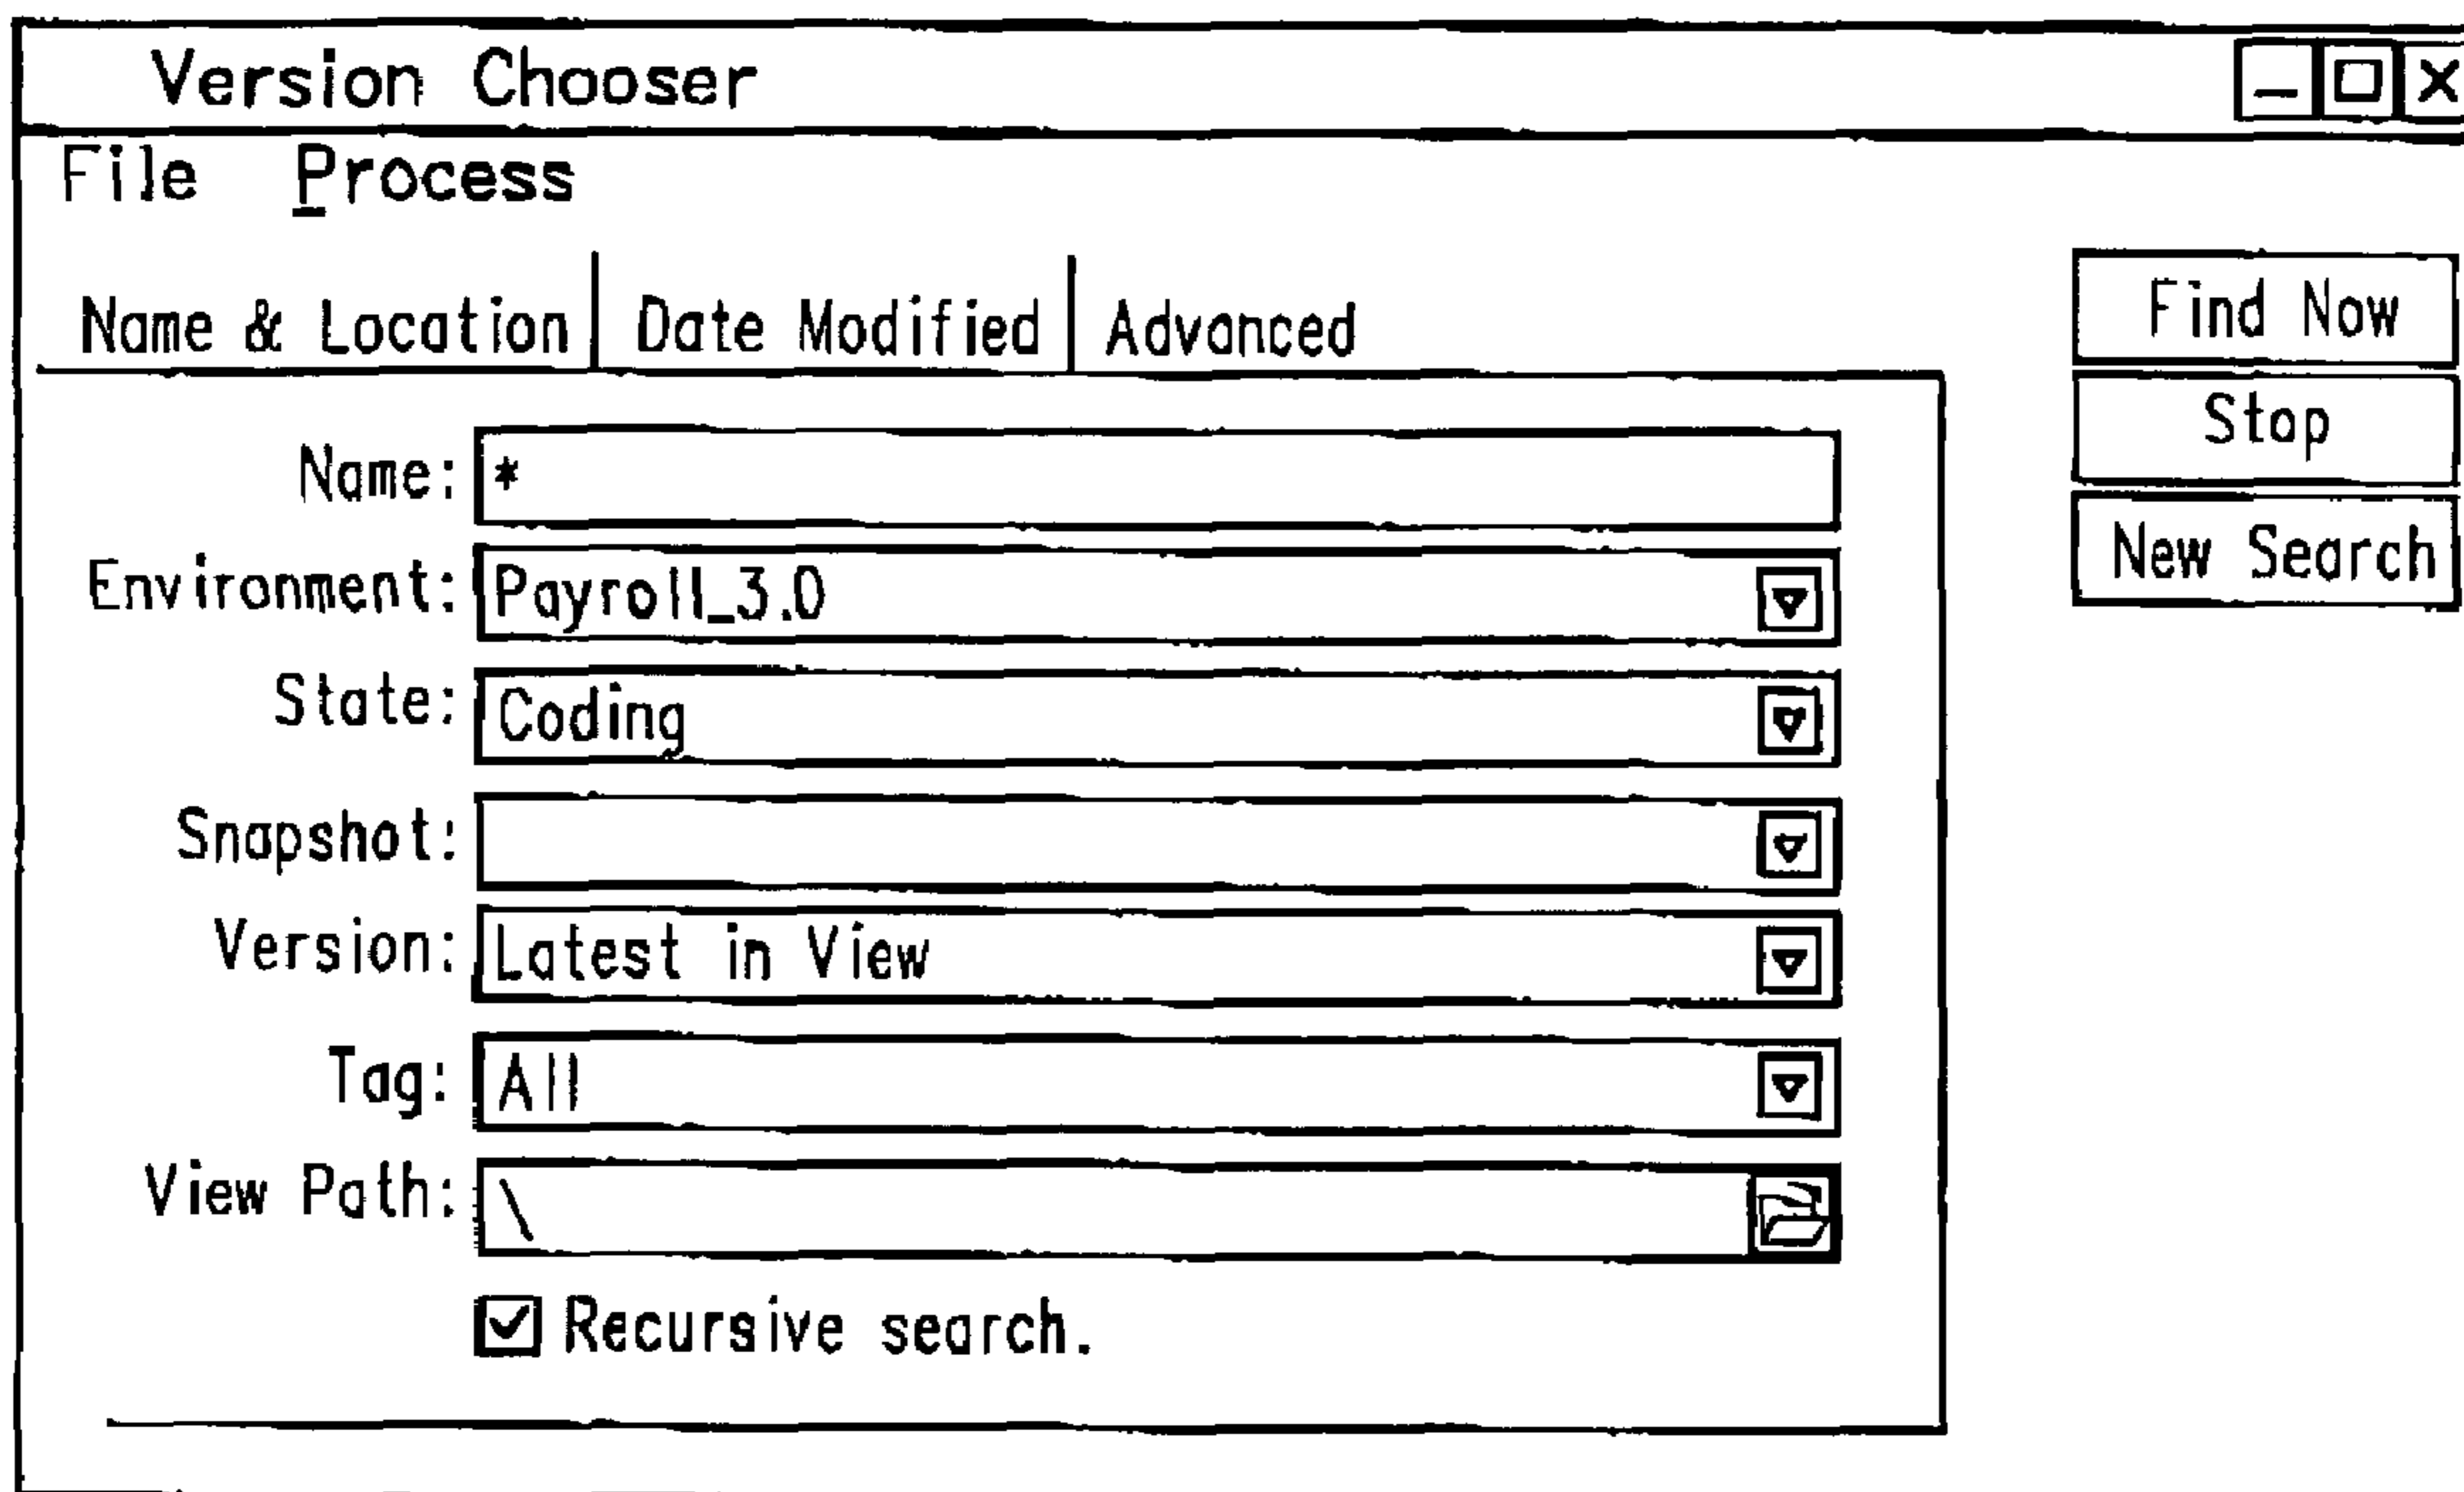 Version Chooser
File Process
Name & Location Date Modified Advanced
Find Now
Stop
New Search
Name: *
Environment: Payroll_3.0
State: Coding
Snapshot:
Version: Latest in View
Tag: All
View Path: \
Recursive search.